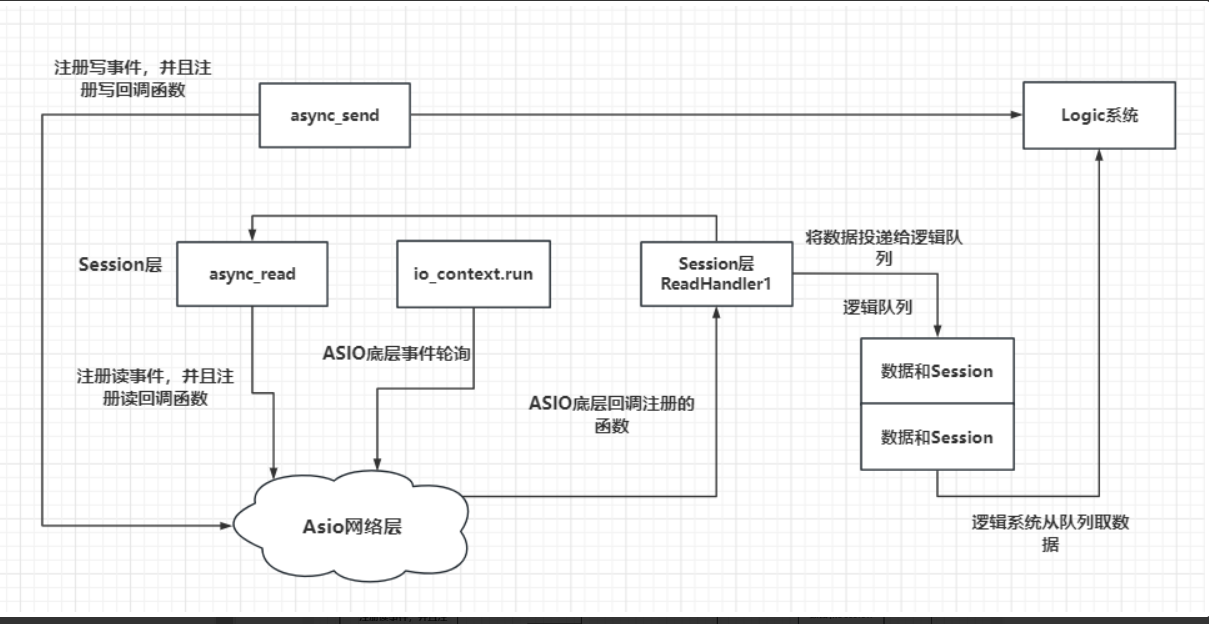 注册写事件，并且注
册写回调函数
async_send
Logic系统
Session层
async_read
io_context.run
Session层
ReadHandler1
将数据投递给逻辑队
列
逻辑队列
ASIO底层事件轮询
注册读事件，并且注
册读回调函数
数据和Session
ASIO底层回调注册的
函数
数据和Session
Asio网络层
逻辑系统从队列取数
据